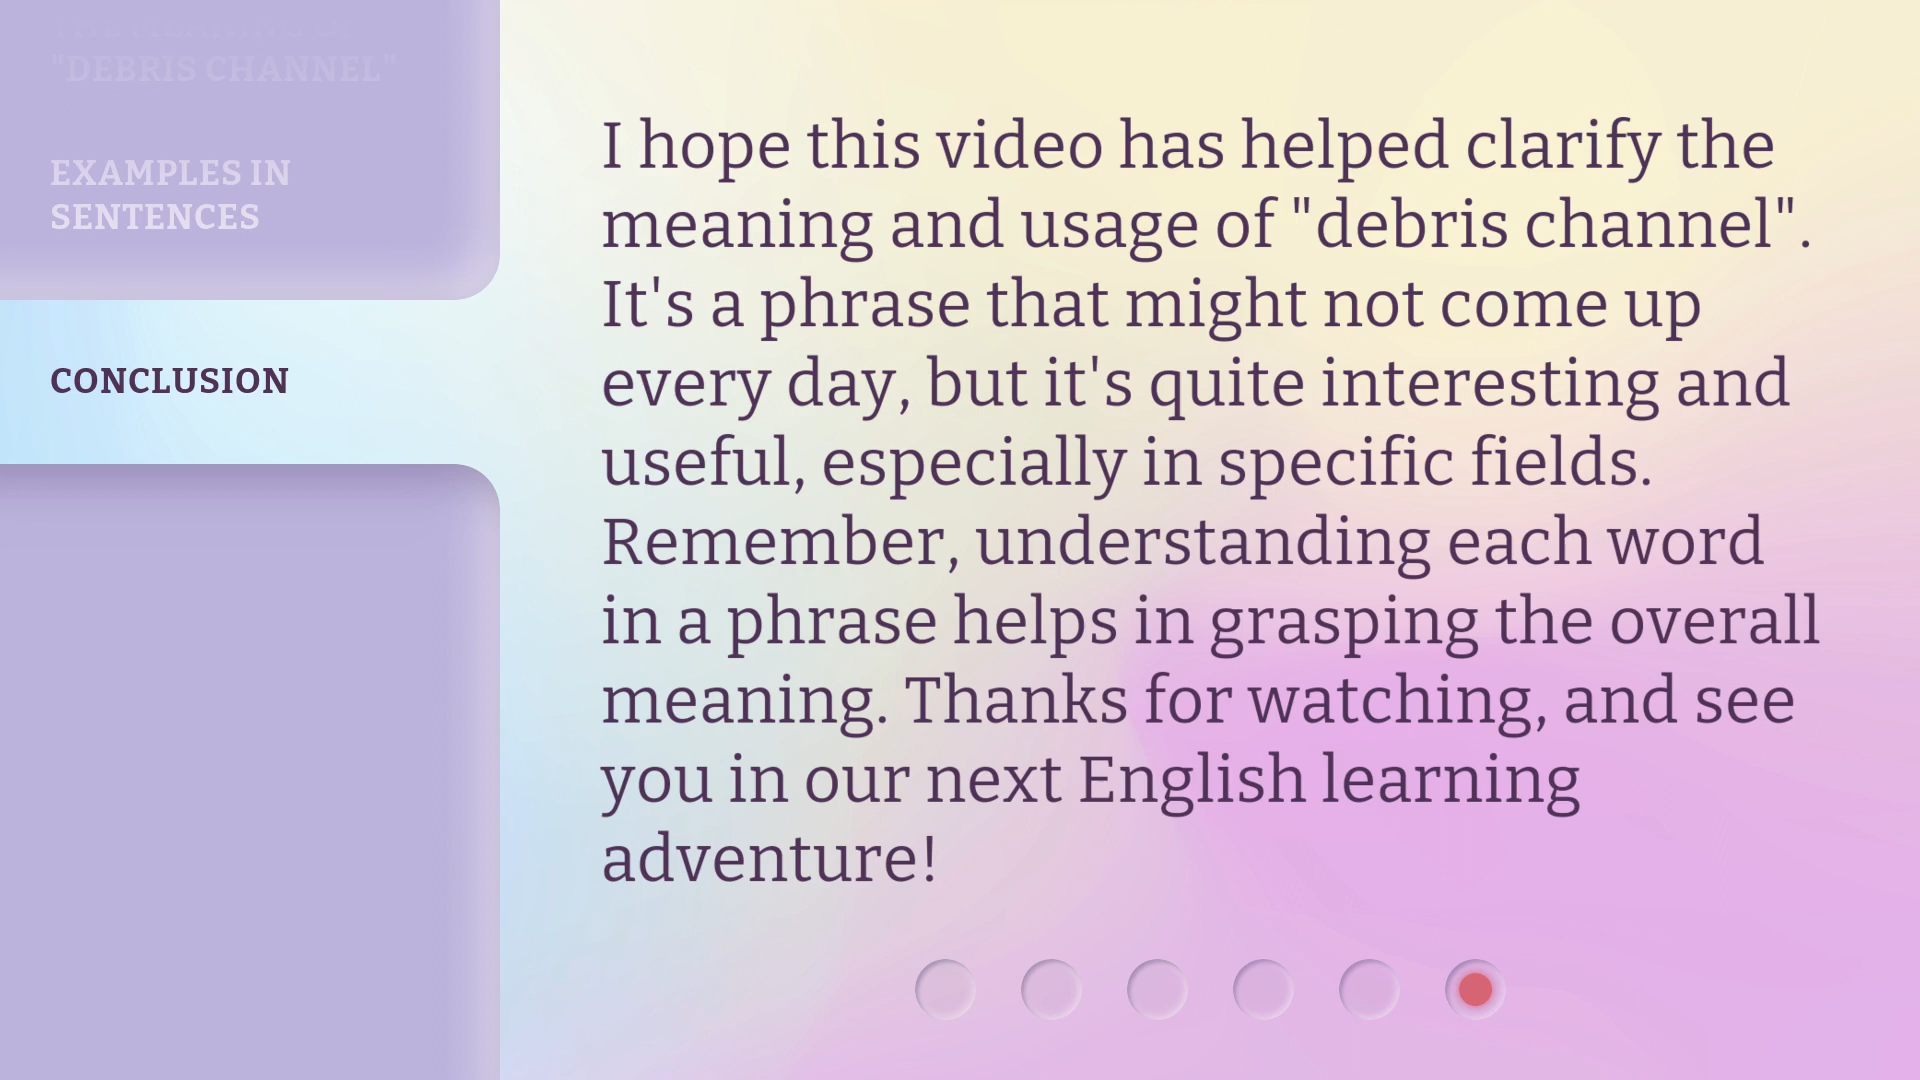 "DEBRIS CHANNEL"
EXAMPLES IN
SENTENCES
CONCLUSION
I hope this video has helped clarify the
meaning and usage of "debris channel".
It's a phrase that might not come up
every day, but it's quite interesting and
useful, especially in specific fields.
Remember, understanding each word
in a phrase helps in grasping the overall
meaning. Thanks for watching, and see
you in our next English learning
adventure!